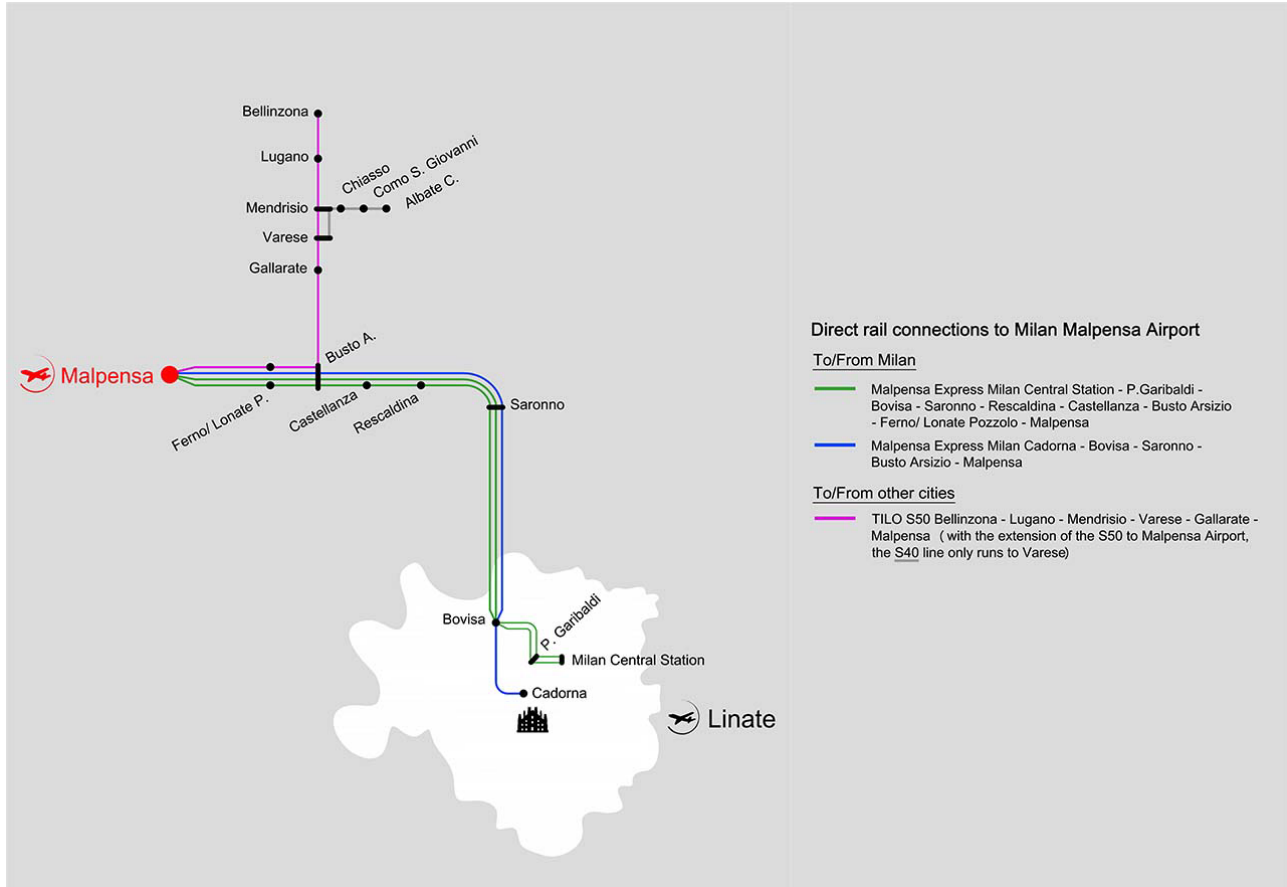 Bellinzona
Lugano
Chiasso
Como S. Giovanni
Albate C.
Mendrisio
Varese
Gallarate
Busto A.
Malpensa
Ferno/ Lonate P.
Castellanza
Rescaldina
Saronno
Bovisa
P. Garibaldi
Milan Central Station
Cadorna
Linate
Direct rail connections to Milan Malpensa Airport
To/From Milan
Malpensa Express Milan Central Station - P.Garibaldi -
Bovisa - Saronno - Rescaldina - Castellanza - Busto Arsizio
- Ferno/ Lonate Pozzolo - Malpensa
Malpensa Express Milan Cadorna - Bovisa - Saronno -
Busto Arsizio - Malpensa
To/From other cities
TILO S50 Bellinzona - Lugano - Mendrisio - Varese - Gallarate -
Malpensa ( with the extension of the S50 to Malpensa Airport,
the S40 line only runs to Varese)